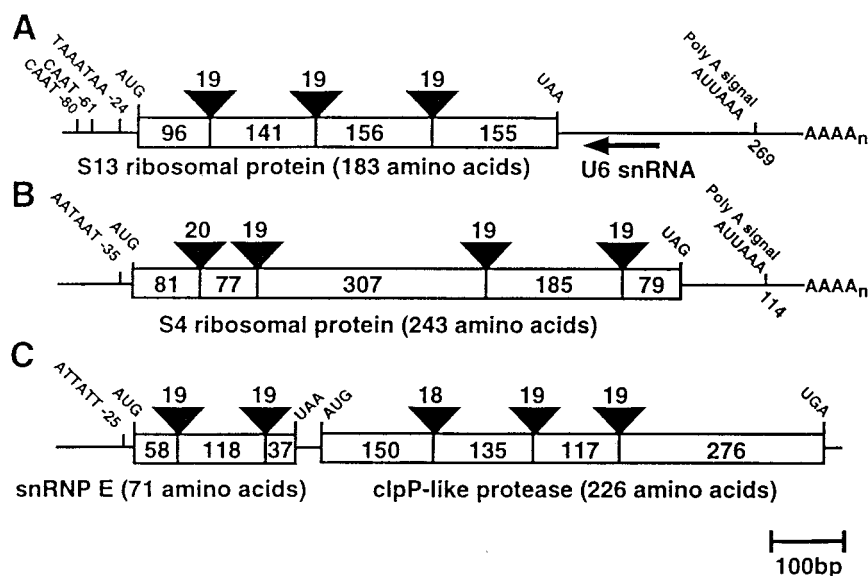 A
CAAT -80
CAAT -61
TAAATAA -24
AUG
19
19
19
UAA
Poly A signal
AUUAAA
269
96
141
156
155
AAAAn
S13 ribosomal protein (183 amino acids)
U6 snRNA
B
AATAAT -35
AUG
20
19
19
19
UAG
Poly A signal
AUUAAA
114
81
77
307
185
79
AAAAn
S4 ribosomal protein (243 amino acids)
C
ATTATT -25
AUG
19
19
UAA
AUG
18
19
19
UGA
58
118
37
150
135
117
276
snRNP E (71 amino acids)
clpP-like protease (226 amino acids)
100bp